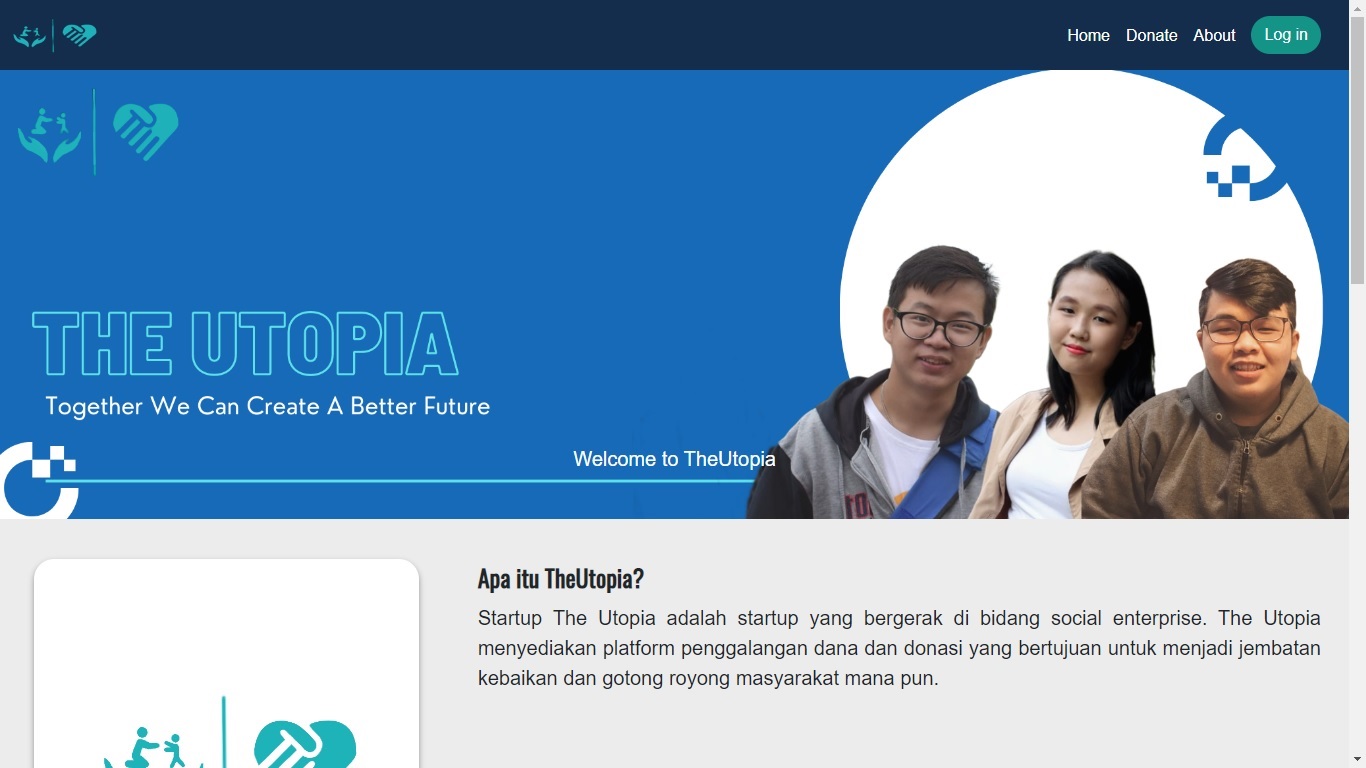 Home Donate About Log in
THE UTOPIA
Together We Can Create A Better Future
Welcome to TheUtopia
Apa itu TheUtopia?
Startup The Utopia adalah startup yang bergerak di bidang social enterprise. The Utopia
menyediakan platform penggalangan dana dan donasi yang bertujuan untuk menjadi jembatan
kebaikan dan gotong royong masyarakat mana pun.